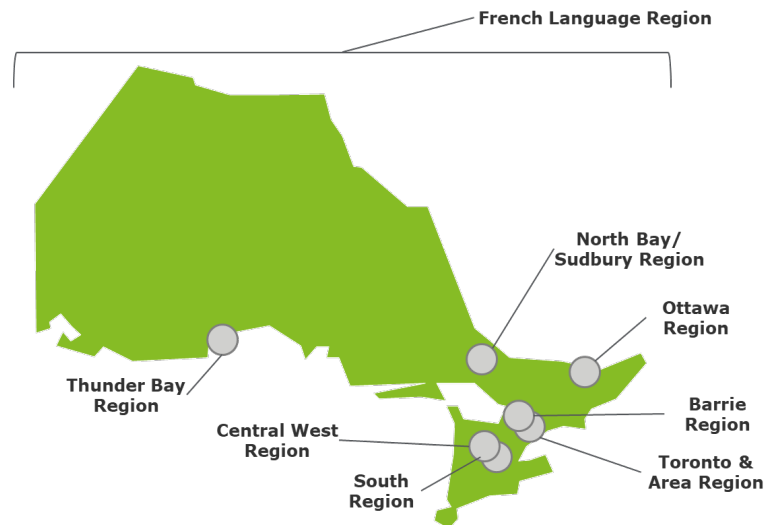 French Language Region
North Bay/
Sudbury Region
Ottawa
Region
Thunder Bay
Region
Barrie
Region
Central West
Region
Toronto &
Area Region
South
Region